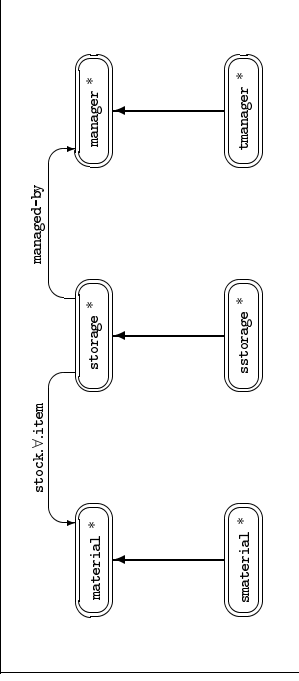 stock.∀.item
managed-by
material *
storage *
manager *
smaterial *
sstorage *
tmanager *